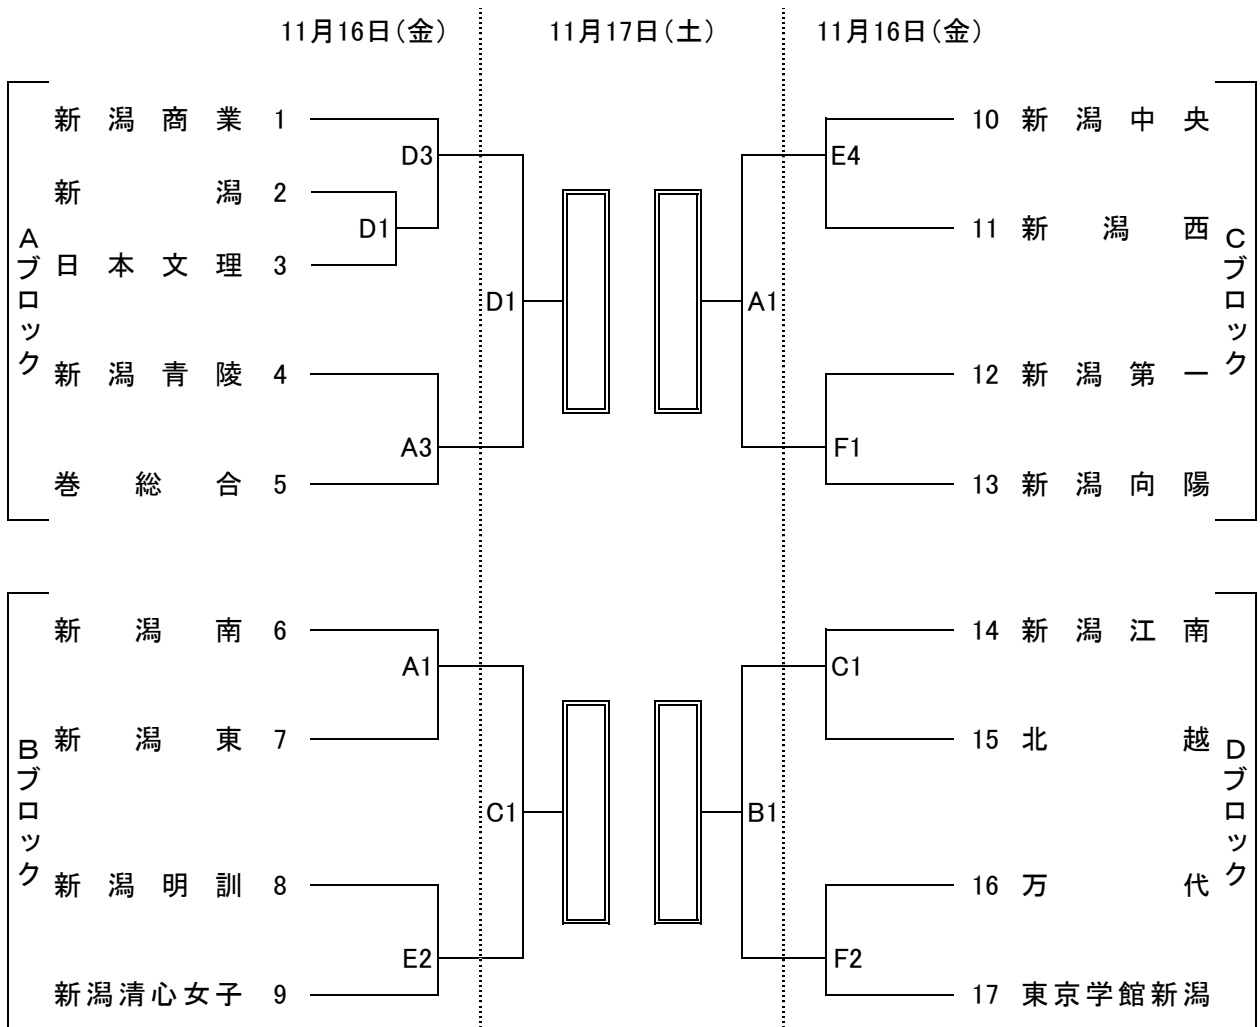 11月16日(金) 11月17日(土) 11月16日(金)
Aブロック
新潟商業 1
D3
新潟 2
D1
日本文理 3
D1
新潟青陵 4
A3
巻総合 5
Cブロック
10 新潟中央
E4
11 新潟西
A1
12 新潟第一
F1
13 新潟向陽
Bブロック
新潟南 6
A1
新潟東 7
C1
新潟明訓 8
E2
新潟清心女子 9
Dブロック
14 新潟江南
C1
15 北越
B1
16 万代
F2
17 東京学館新潟